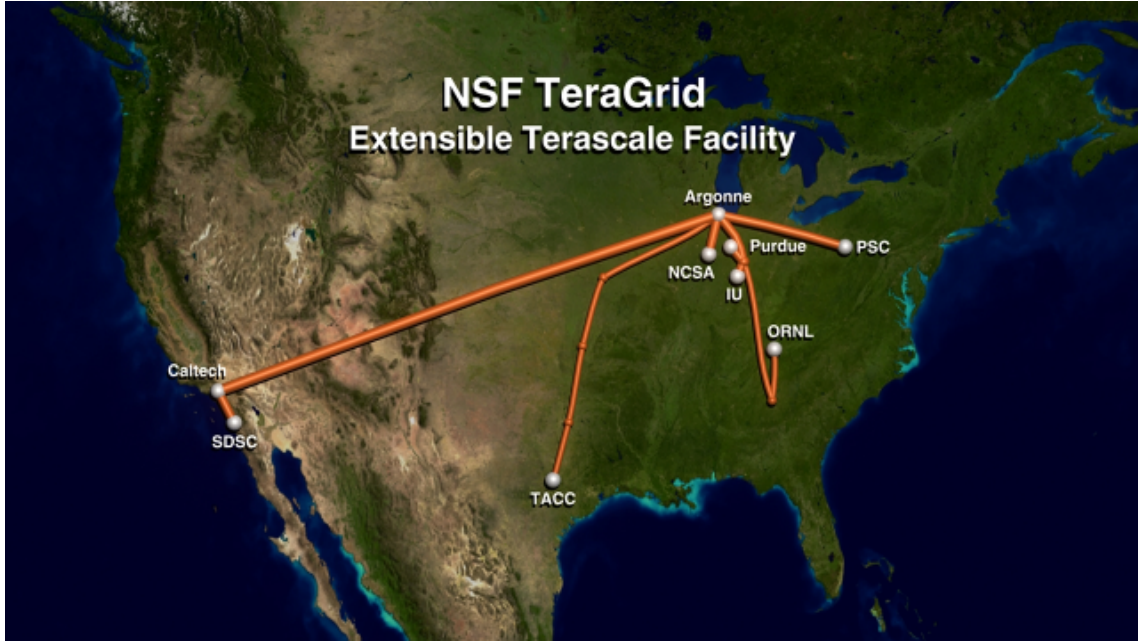 NSF TeraGrid
Extensible Terascale Facility
Argonne
Purdue
PSC
NCSA
IU
ORNL
Caltech
SDSC
TACC